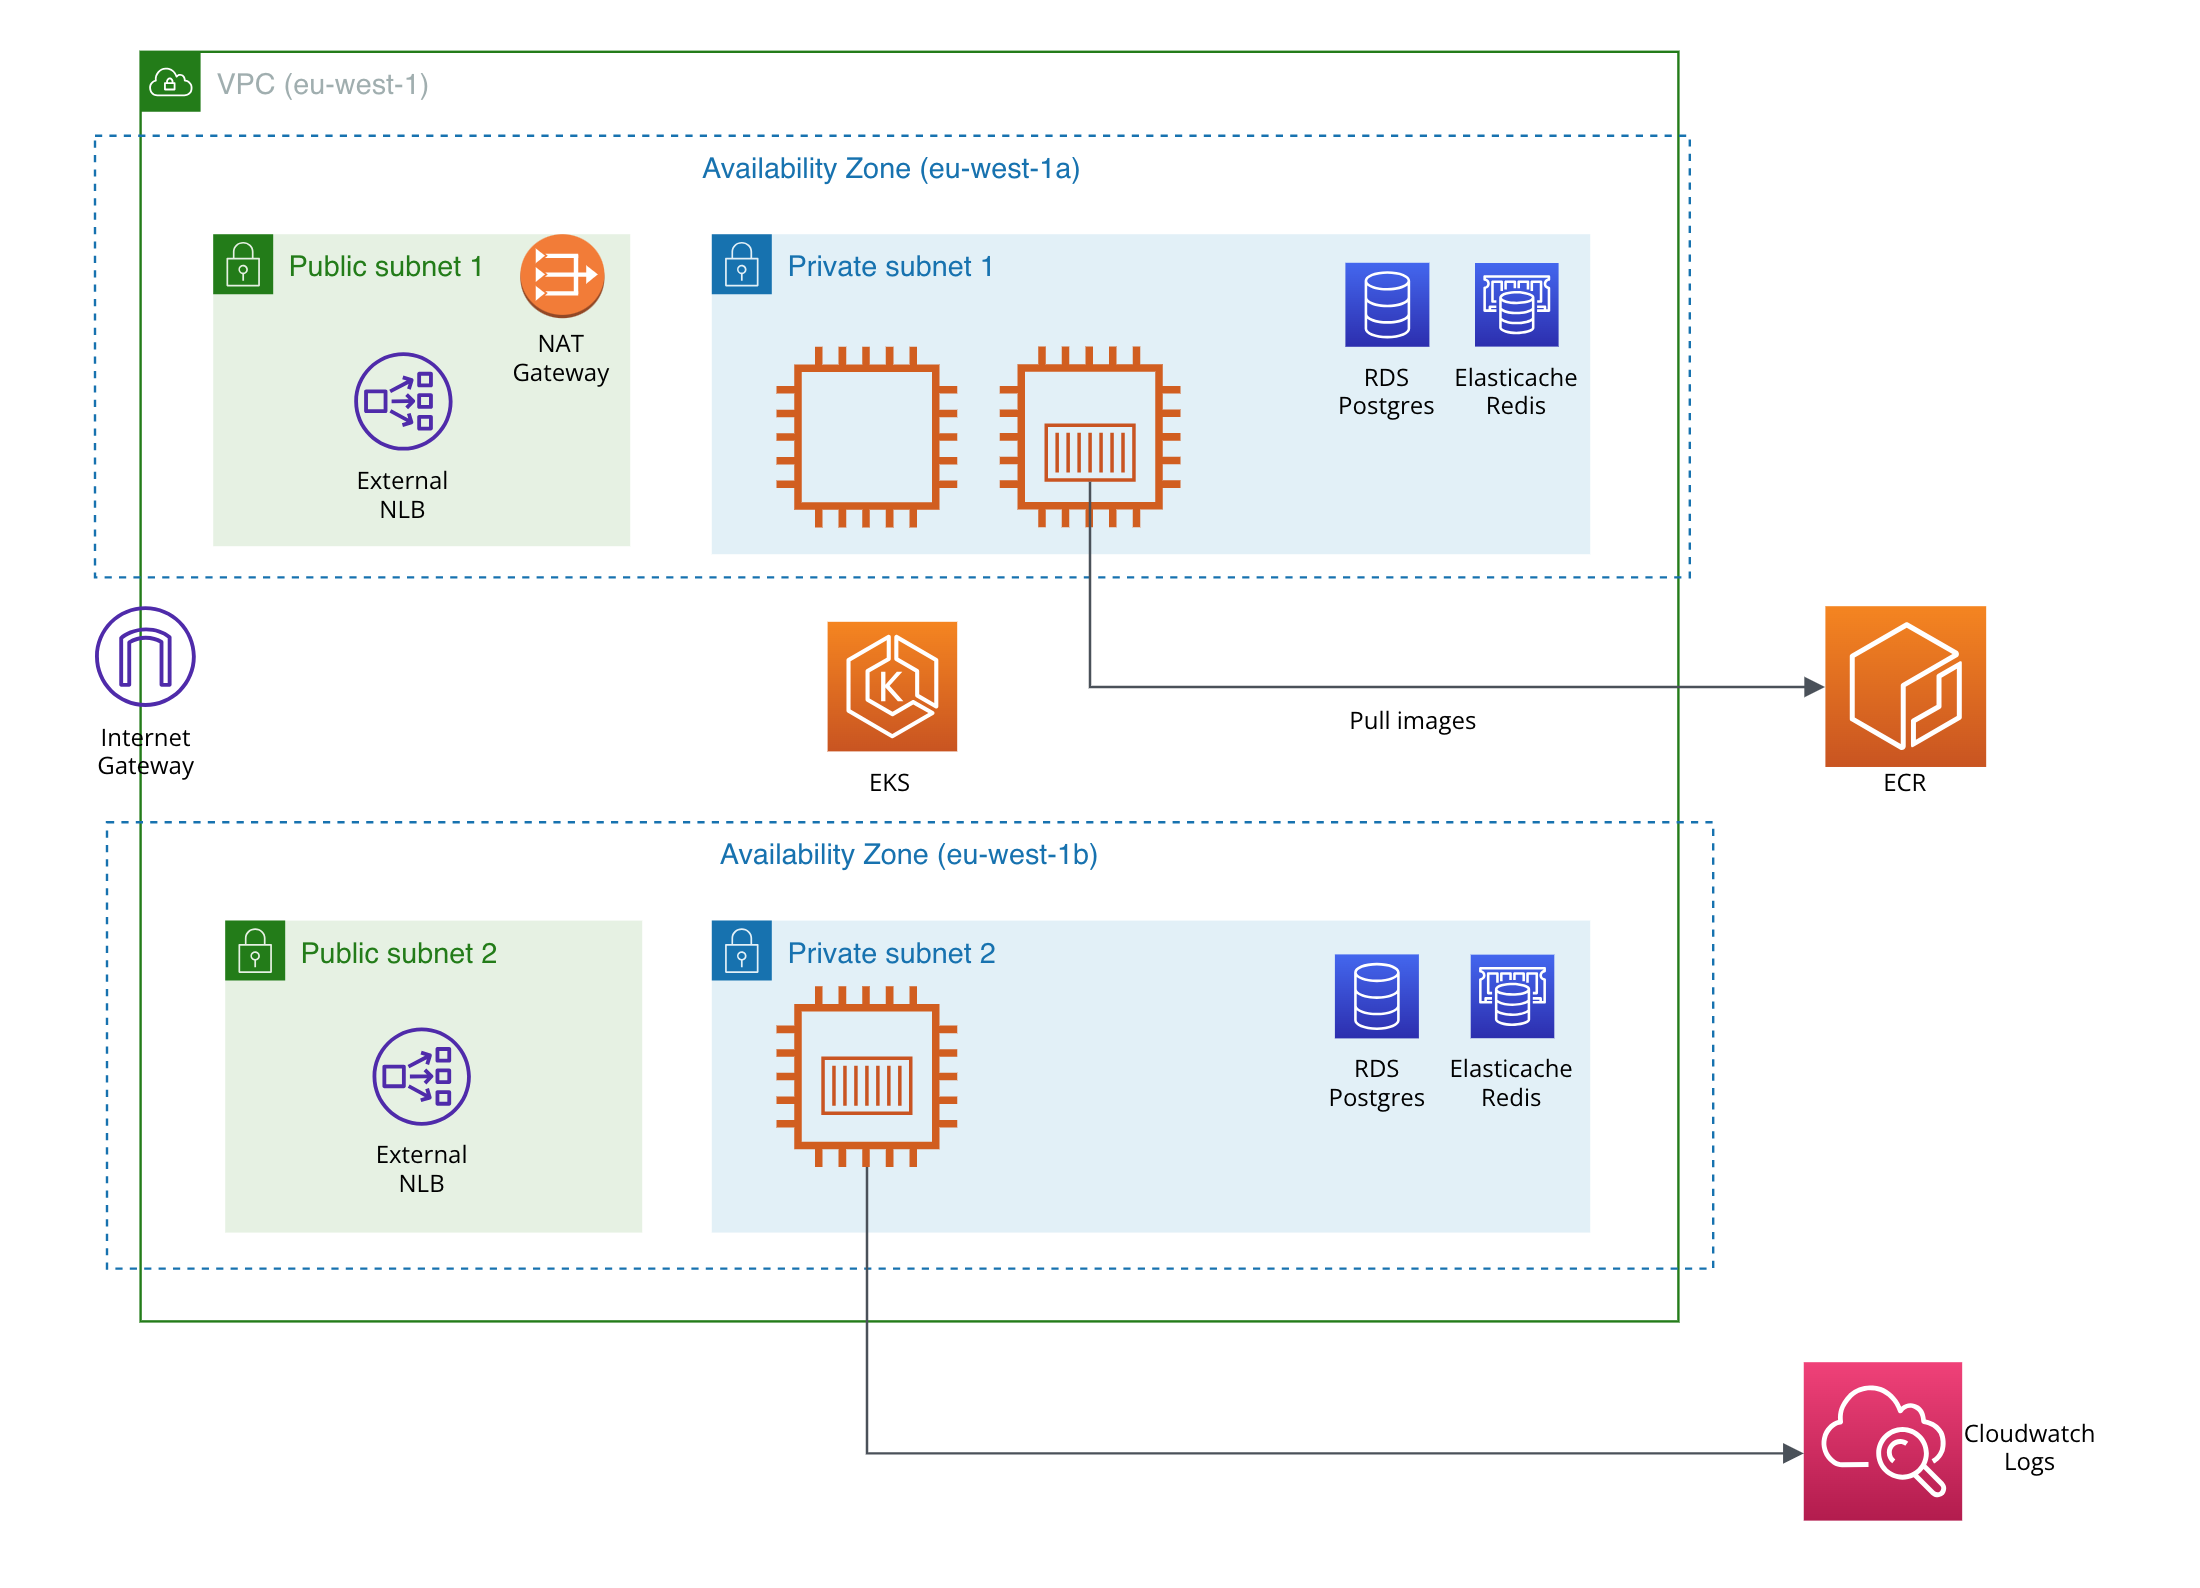 VPC (eu-west-1)
Availability Zone (eu-west-1a)
Public subnet 1
NAT
Gateway
External
NLB
Private subnet 1
RDS
Postgres
Elasticache
Redis
Internet
Gateway
K
EKS
Pull images
ECR
Availability Zone (eu-west-1b)
Public subnet 2
External
NLB
Private subnet 2
RDS
Postgres
Elasticache
Redis
Cloudwatch
Logs